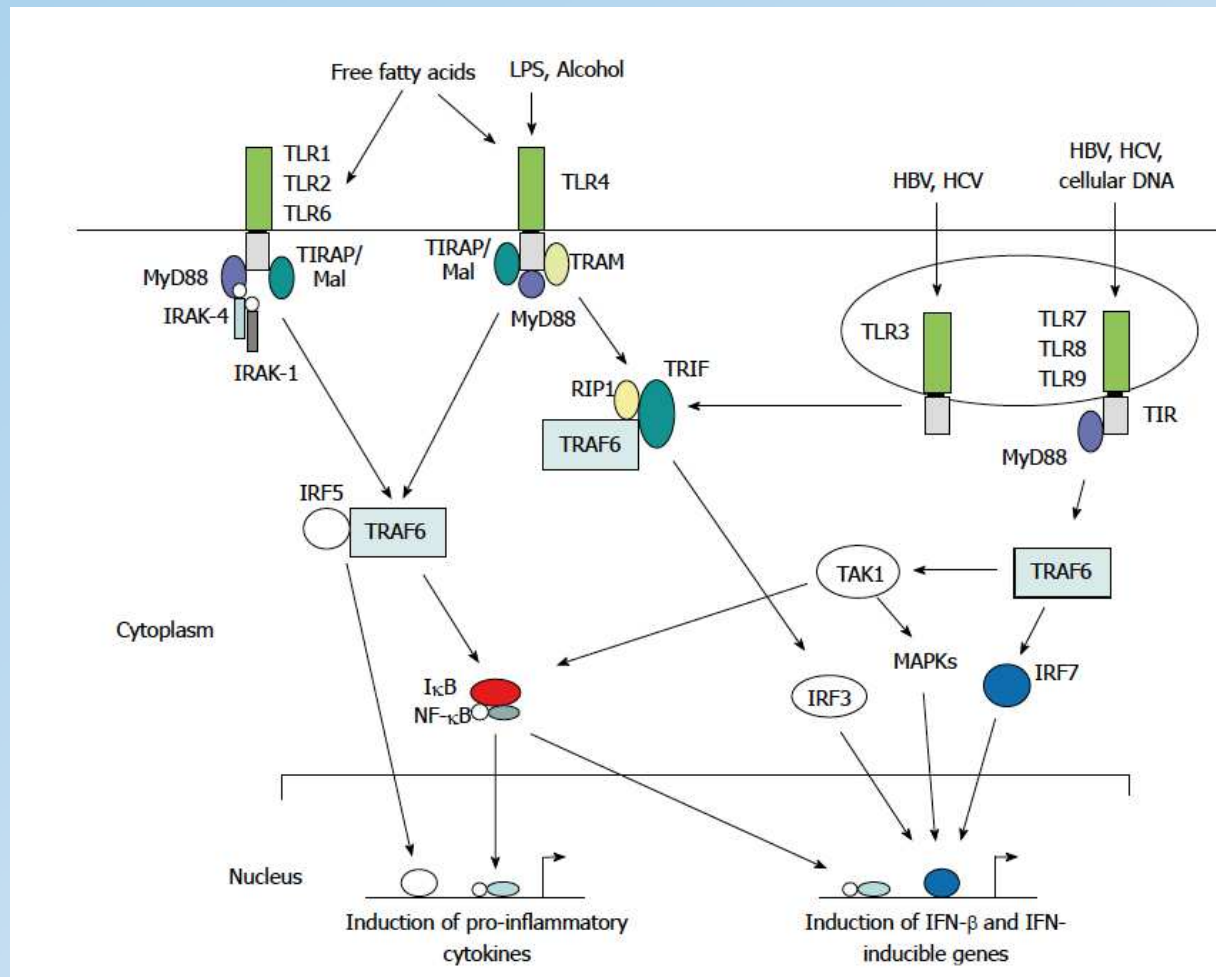 Free fatty acids
LPS, Alcohol
TLR1
TLR2
TLR6
TLR4
HBV, HCV
HBV, HCV,
cellular DNA
MyD88
TIRAP/
Mal
IRAK-4
IRAK-1
TIRAP/
Mal
TRAM
MyD88
TLR3
TLR7
TLR8
TLR9
TIR
MyD88
RIP1
TRIF
TRAF6
IRF5
TRAF6
TAK1
TRAF6
Cytoplasm
MAPKs
IRF7
IκB
NF-κB
IRF3
Nucleus
Induction of pro-inflammatory
cytokines
Induction of IFN-β and IFN-
inducible genes